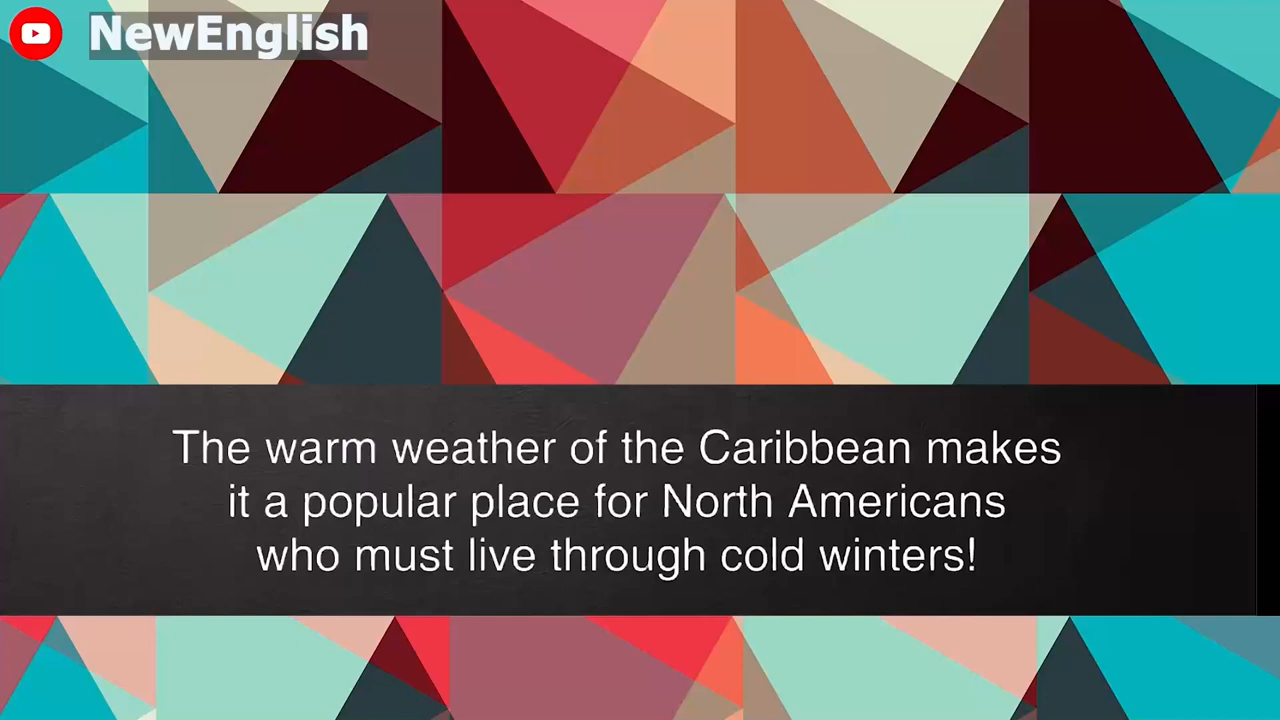 NewEnglish
The warm weather of the Caribbean makes
it a popular place for North Americans
who must live through cold winters!